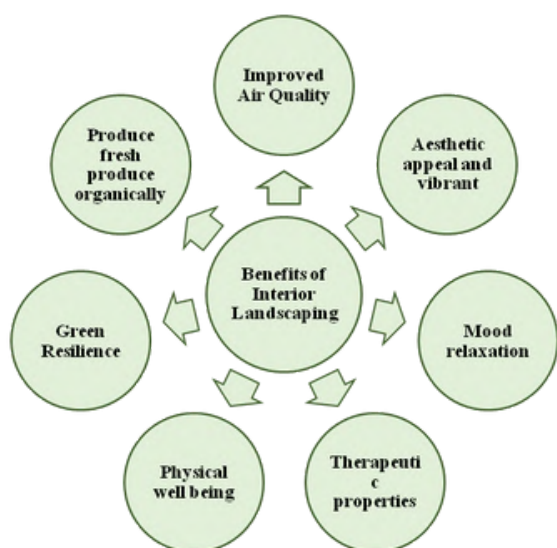 Improved
Air Quality
Aesthetic
appeal and
vibrant
Mood
relaxation
Therapeuti
c
properties
Physical
well being
Green
Resilience
Produce
fresh
produce
organically
Benefits of
Interior
Landscaping